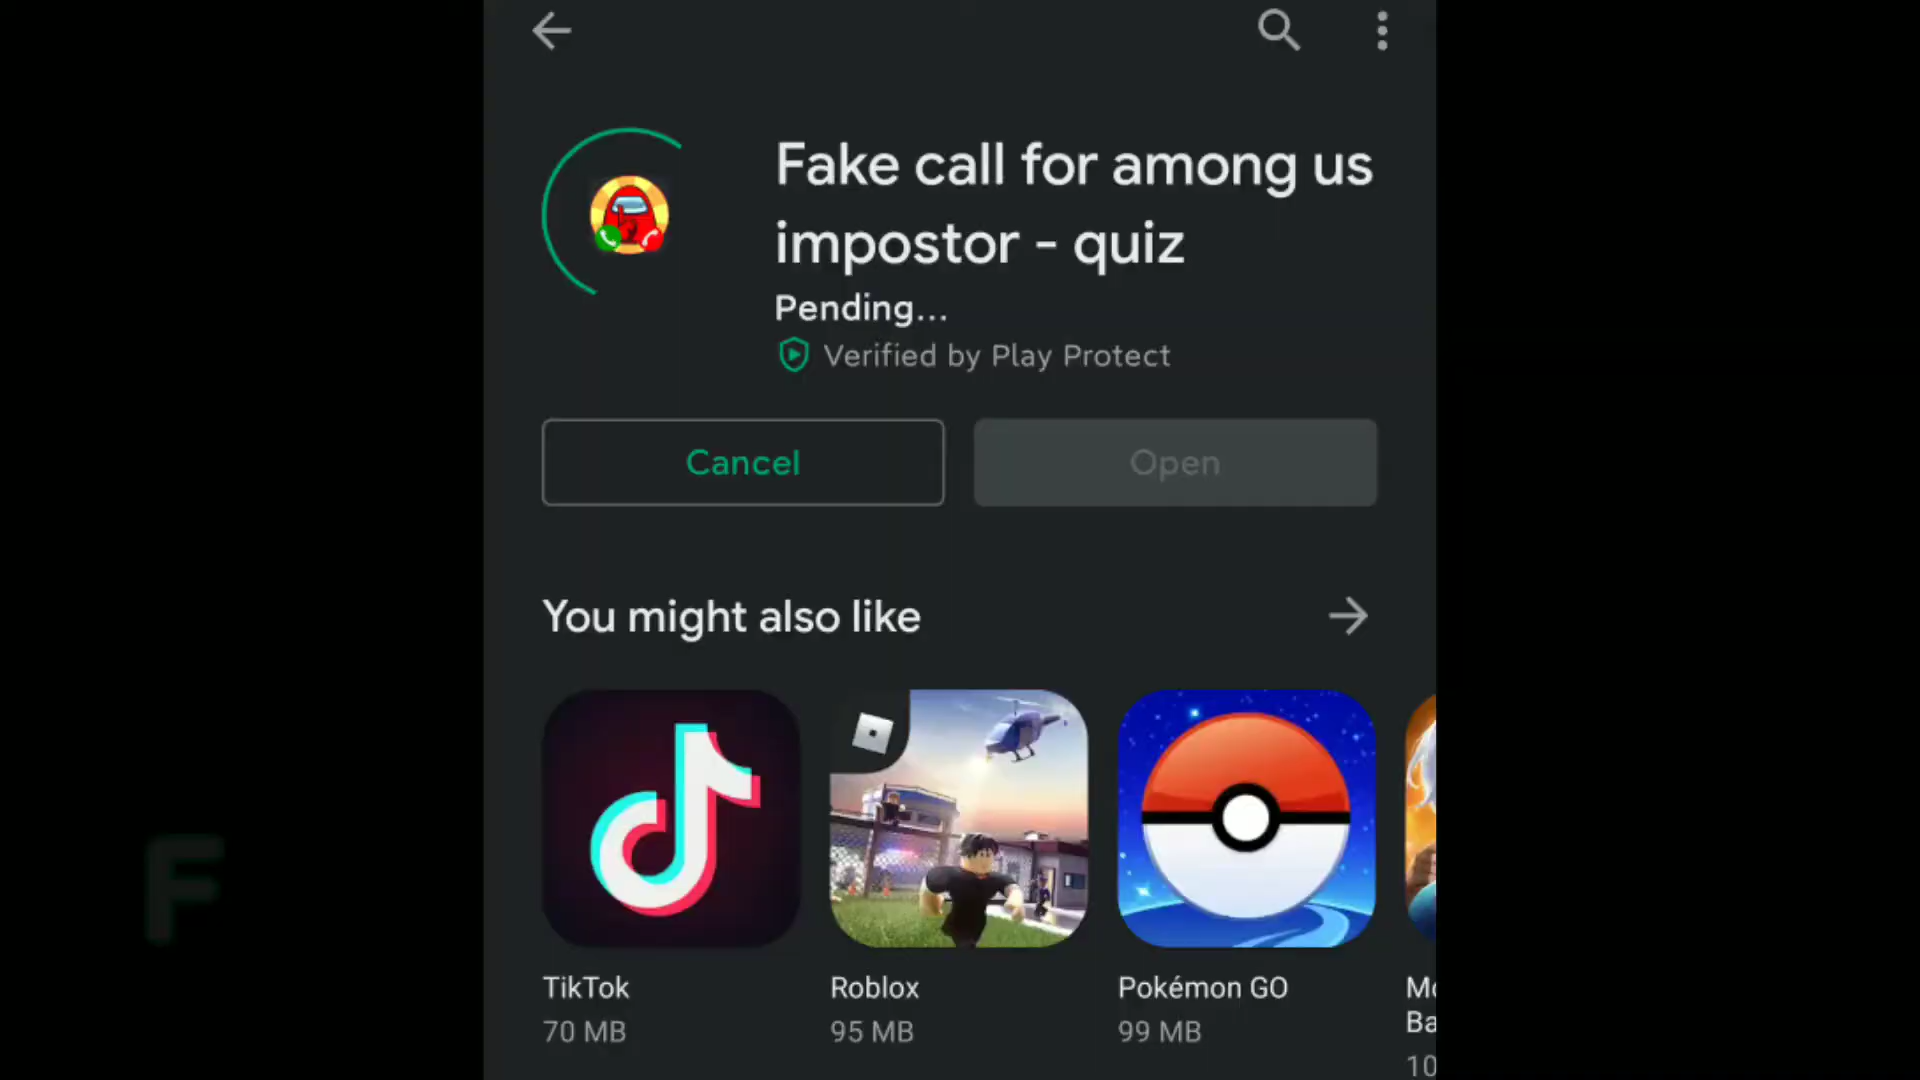 Fake call for among us
impostor - quiz
Pending...
Verified by Play Protect
Cancel
Open
You might also like
TikTok
Roblox
Pokémon GO
70 MB
95 MB
99 MB
F